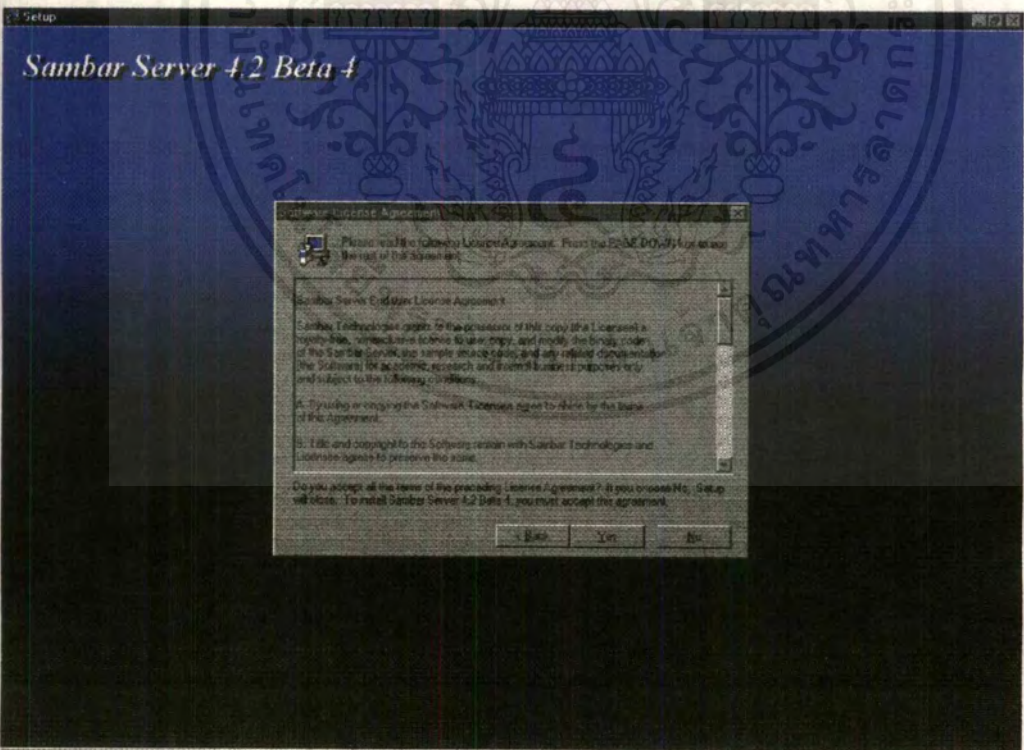 Setup
Sambar Server 4.2 Beta 4
Software License Agreement
Please read the following License Agreement. Press the PAGE DOWN key to see
the rest of this agreement.
Sambar Server End User License Agreement
Sambar Technologies grants to the possessor of this copy (the Licensee) a
royalty-free, nonexclusive license to user, copy, and modify the binary codes
of the Sambar Server, the sample source code, and any related documentation
(the Software) for academic, research and internal business purposes only
and subject to the following conditions.
A. By using or copying the Software, Licensee agree to abide by the terms
of this Agreement.
B. Title and copyright to the Software remain with Sambar Technologies and
Licensee agrees to preserve the same.
Do you accept all the terms of the preceding License Agreement? If you choose No, Setup
will close. To install Sambar Server 4.2 Beta 4, you must accept this agreement.
< Back
Yes
No